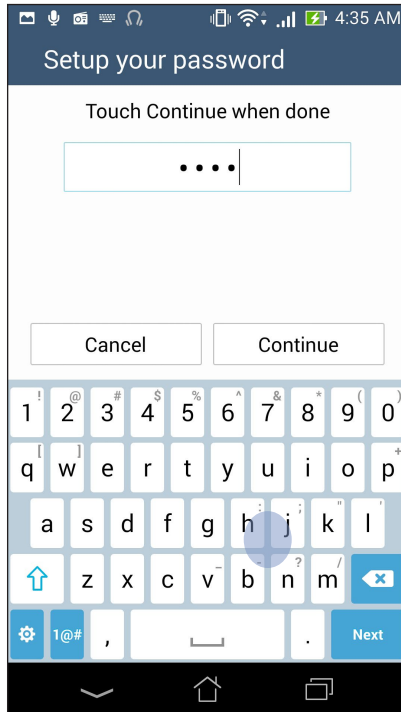 4:35 AM
Setup your password
Touch Continue when done
••••
Cancel Continue
! @ # $ % ^ & * ( )
1 2 3 4 5 6 7 8 9 0
[ ] +
q w e r t y u i o p
: ; " '
a s d f g h j k l
_ - ? /
z x c v b n m
1@# , . Next